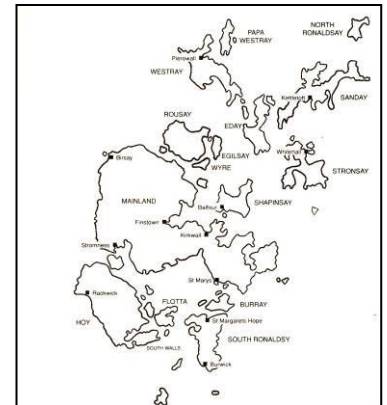 NORTH
RONALDSAY
PAPA
WESTRAY
Pierowall
WESTRAY
Kettletoft
SANDAY
ROUSAY
EDAY
EGILSAY
WYRE
Whitehall
STRONSAY
Birsay
MAINLAND
Balfour
SHAPINSAY
Finstown
Kirkwall
Stromness
St Marys
Rackwick
FLOTTA
BURRAY
HOY
St Margarets Hope
SOUTH WALLS
SOUTH RONALDSY
Burwick